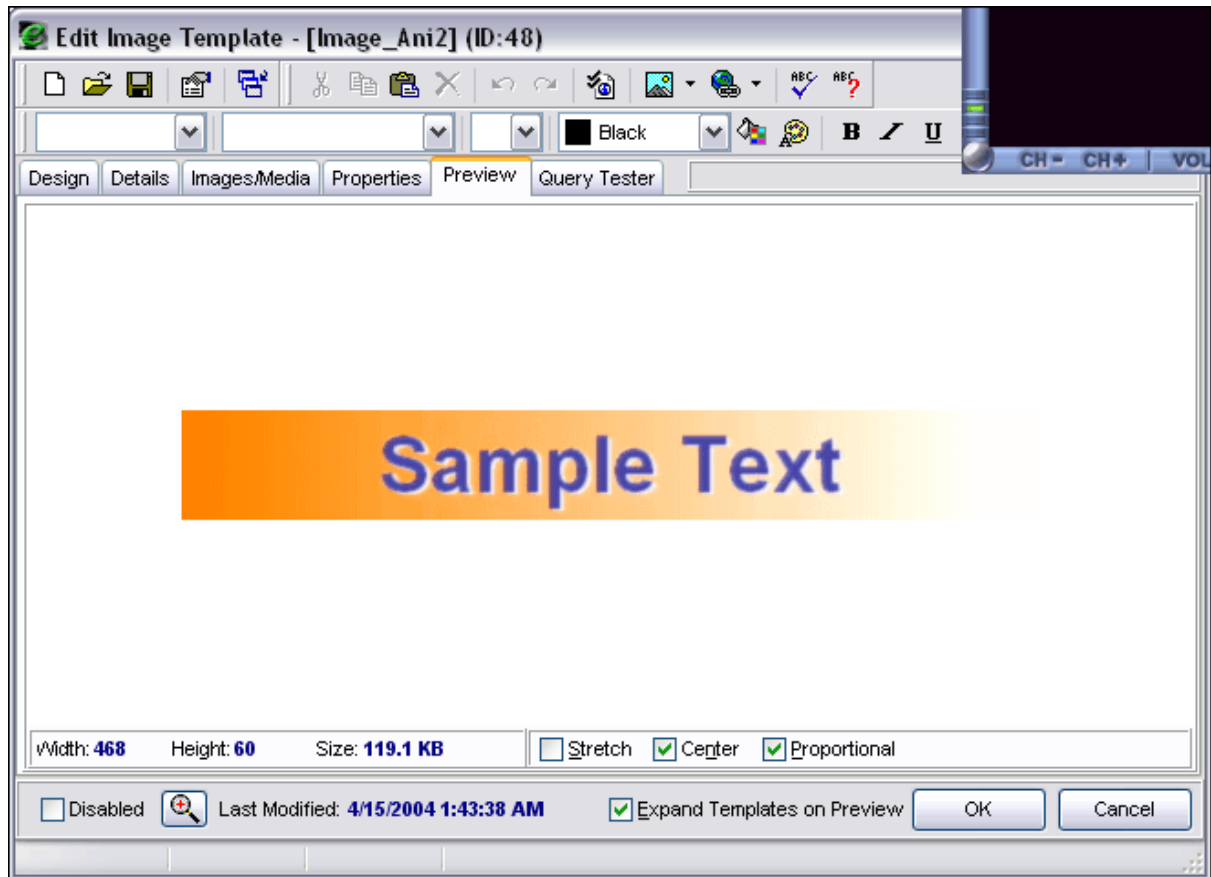 Edit Image Template - [Image_Ani2] (ID:48)
ABC ABC
Black B I U
CH - CH + | VOL
Design Details Images/Media Properties Preview Query Tester
Sample Text
Width: 468 Height: 60 Size: 119.1 KB Stretch Center Proportional
Disabled Last Modified: 4/15/2004 1:43:38 AM Expand Templates on Preview OK Cancel